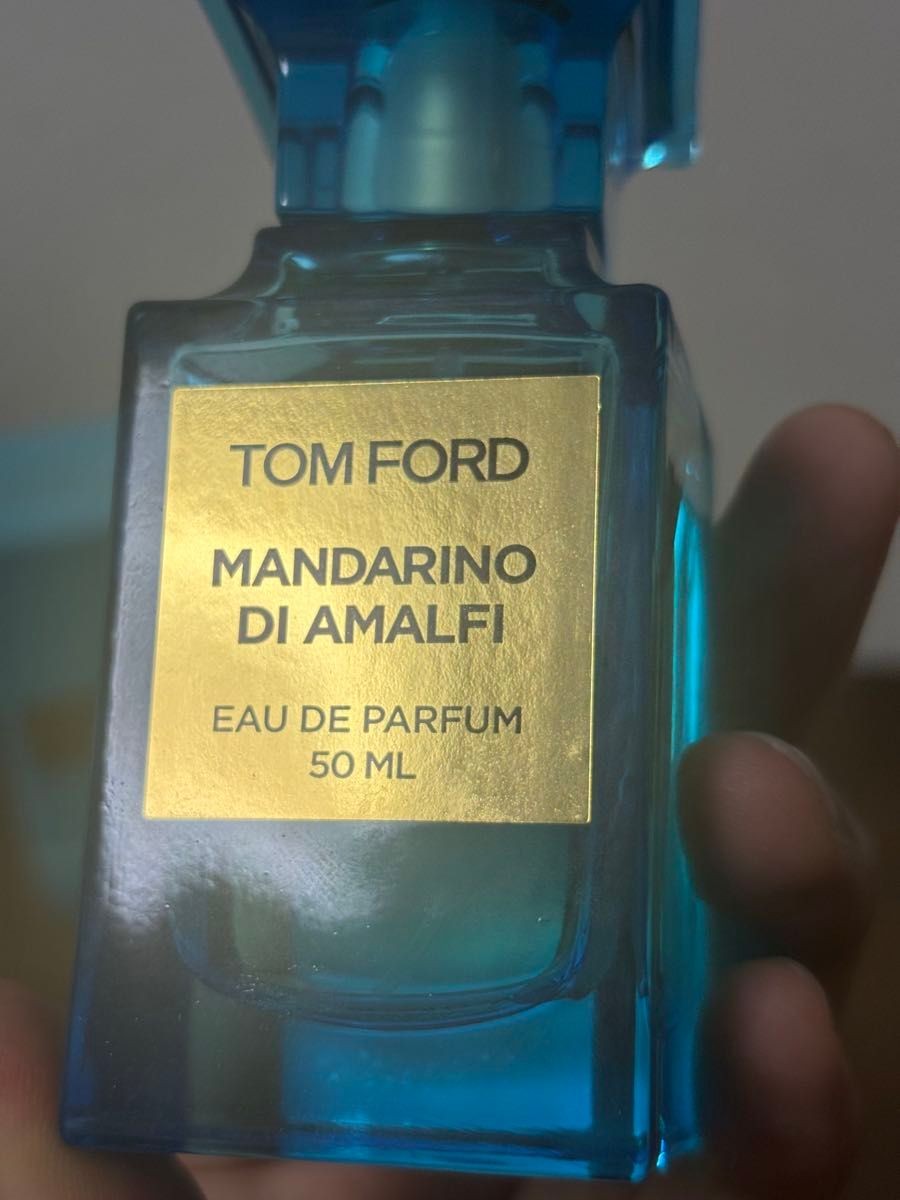 TOM FORD
MANDARINO
DI AMALFI
EAU DE PARFUM
50 ML